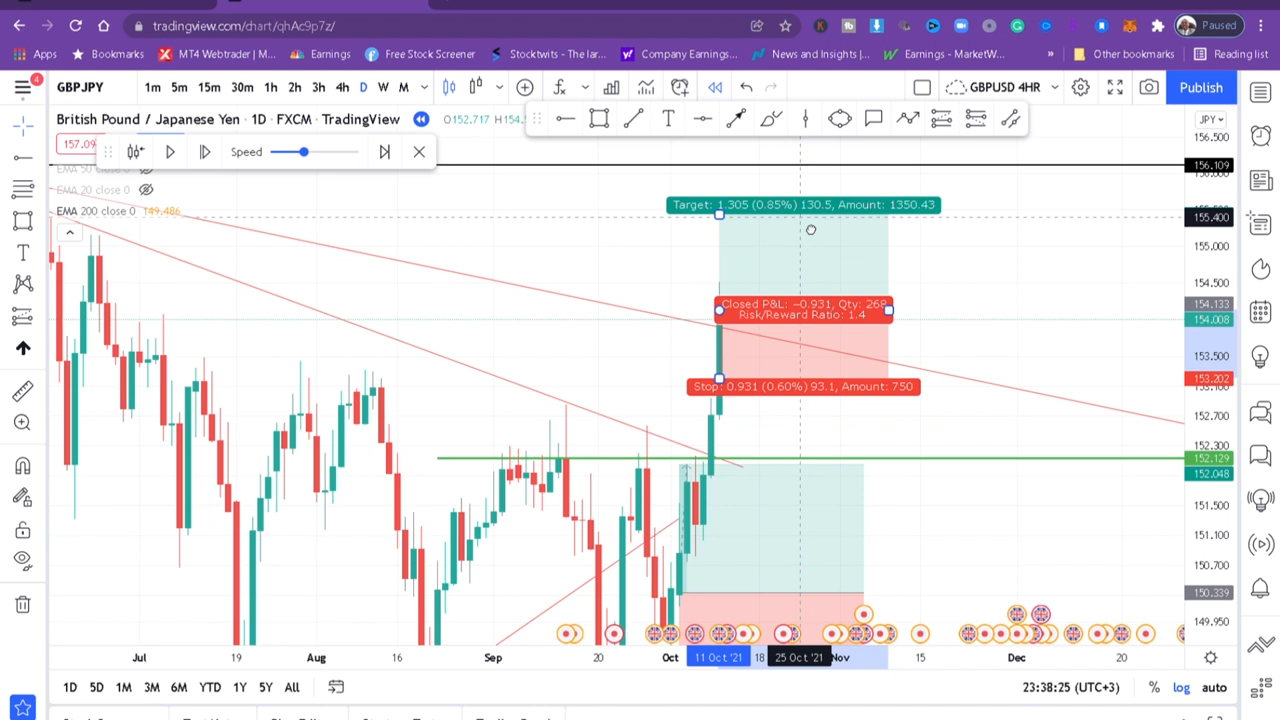 tradingview.com/chart/qhAc9p7z/
Paused
Apps
Bookmarks
MT4 Webtrader | M...
Earnings
Free Stock Screener
Stocktwits - The lar...
Company Earnings...
News and Insights |...
Earnings - MarketW...
»
Other bookmarks
Reading list
4
GBPJPY
1m 5m 15m 30m 1h 2h 3h 4h D W M
GBPUSD 4HR
Publish
British Pound / Japanese Yen · 1D · FXCM · TradingView
O152.717
JPY
Speed
EMA 20 close 0
EMA 200 close 0 149.486
Target: 1.305 (0.85%) 130.5, Amount: 1350.43
Closed P&L: −0.931, Qty: 268
Risk/Reward Ratio: 1.4
Stop: 0.931 (0.60%) 93.1, Amount: 750
156.500
156.109
155.400
155.000
154.500
154.133
154.008
153.500
153.202
152.700
152.300
152.129
152.048
151.500
151.100
150.700
150.339
149.950
Jul 19 Aug 16 Sep 20 Oct 11 Oct '21 18 25 Oct '21 Nov 15 Dec 20
1D 5D 1M 3M 6M YTD 1Y 5Y All
23:38:25 (UTC+3)
% log auto